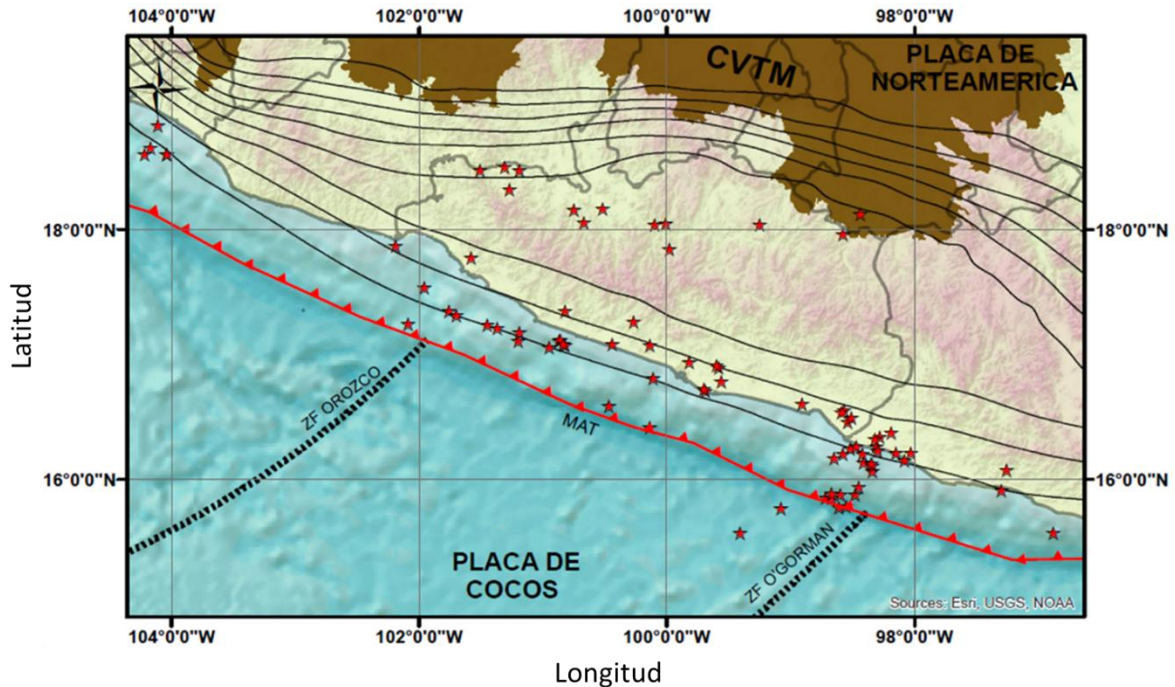 104°0'0"W 102°0'0"W 100°0'0"W 98°0'0"W
CVTM
PLACA DE
NORTEAMERICA
18°0'0"N
18°0'0"N
Latitud
ZF OROZCO
MAT
16°0'0"N
16°0'0"N
PLACA DE
COCOS
ZF O'GORMAN
Sources: Esri, USGS, NOAA
104°0'0"W 102°0'0"W 100°0'0"W 98°0'0"W
Longitud